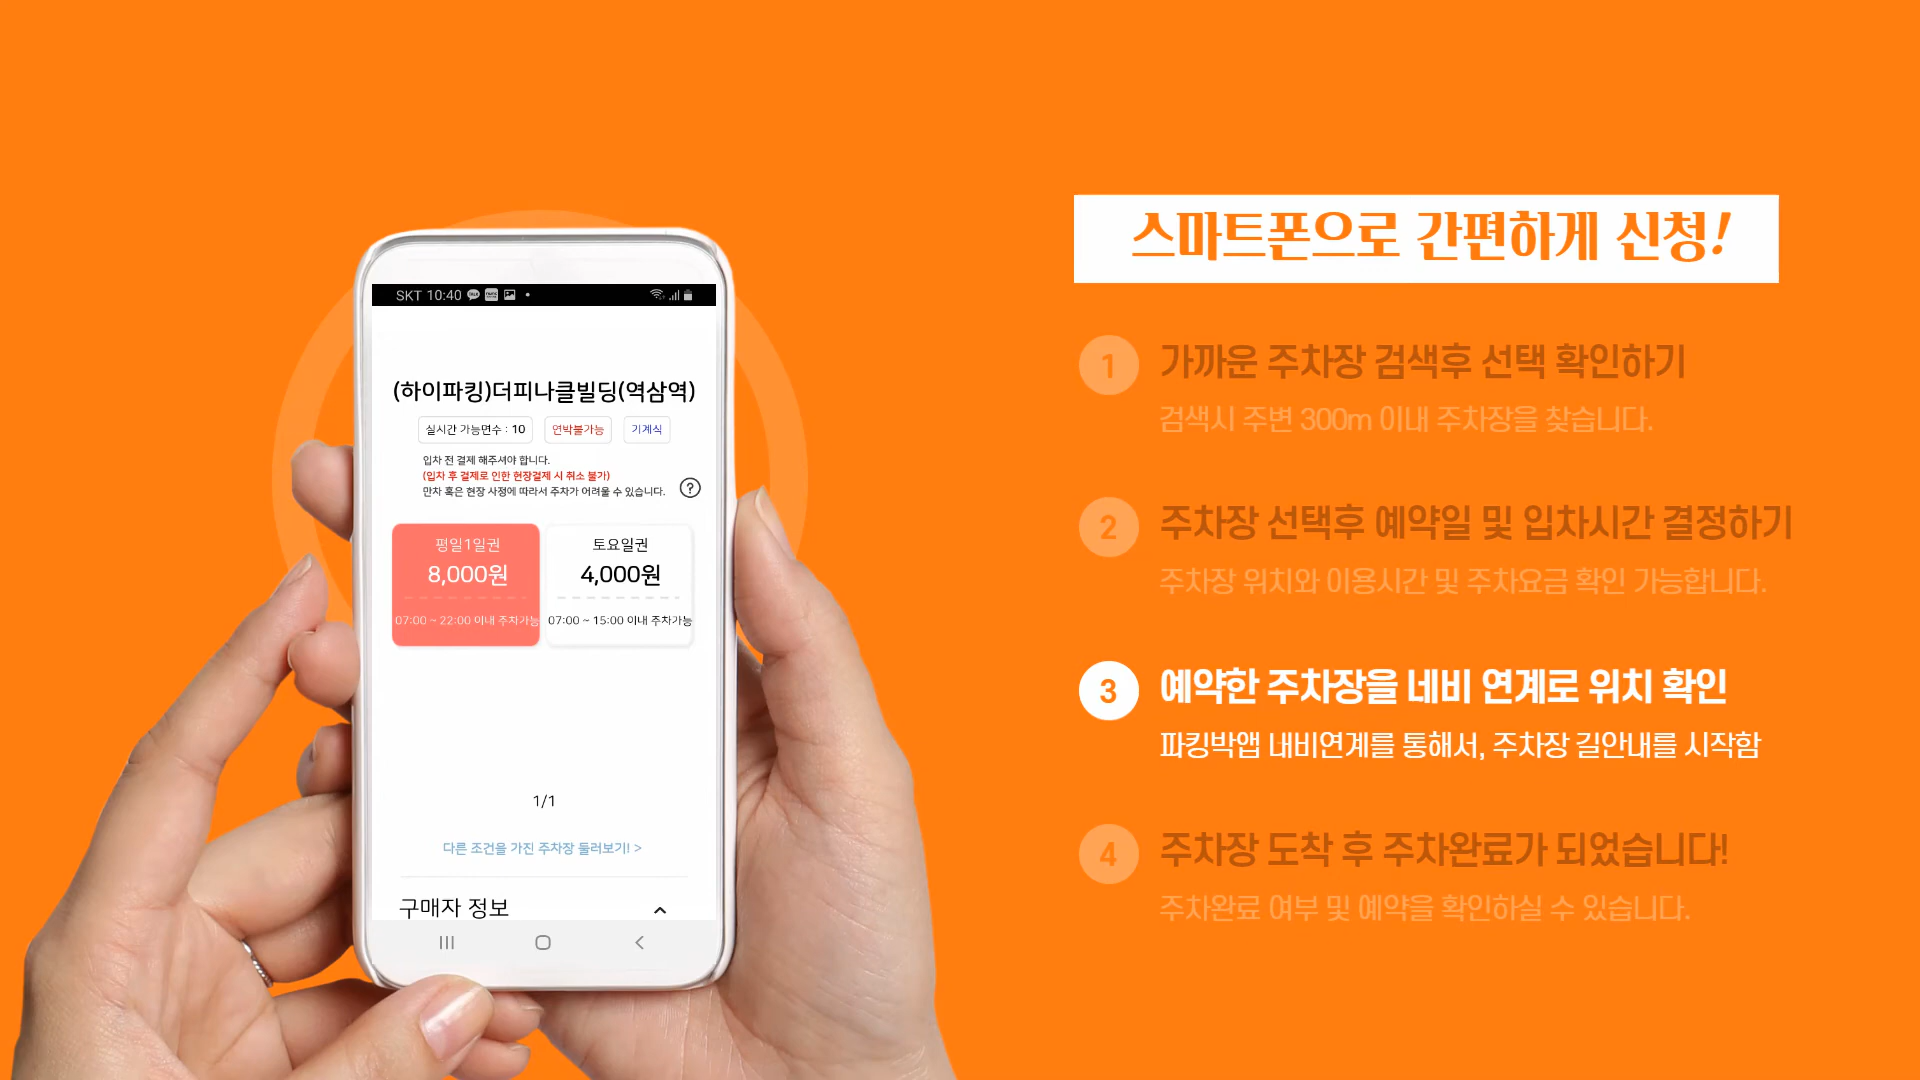 스마트폰으로 간편하게 신청!
1 가까운 주차장 검색후 선택 확인하기
검색시 주변 300m 이내 주차장을 찾습니다.
2 주차장 선택후 예약일 및 입차시간 결정하기
주차장 위치와 이용시간 및 주차요금 확인 가능합니다.
3 예약한 주차장을 네비 연계로 위치 확인
파킹박앱 내비연계를 통해서, 주차장 길안내를 시작함
4 주차장 도착 후 주차완료가 되었습니다!
주차완료 여부 및 예약을 확인하실 수 있습니다.
SKT 10:40
(하이파킹)더피나클빌딩(역삼역)
실시간 가능면수 : 10 연박불가능 기계식
입차 전 결제 해주셔야 합니다.
(입차 후 결제로 인한 현장결제 시 취소 불가)
만차 혹은 현장 사정에 따라서 주차가 어려울 수 있습니다. ?
평일1일권 토요일권
8,000원 4,000원
07:00 ~ 22:00 이내 주차가능 07:00 ~ 15:00 이내 주차가능
1/1
다른 조건을 가진 주차장 둘러보기! >
구매자 정보